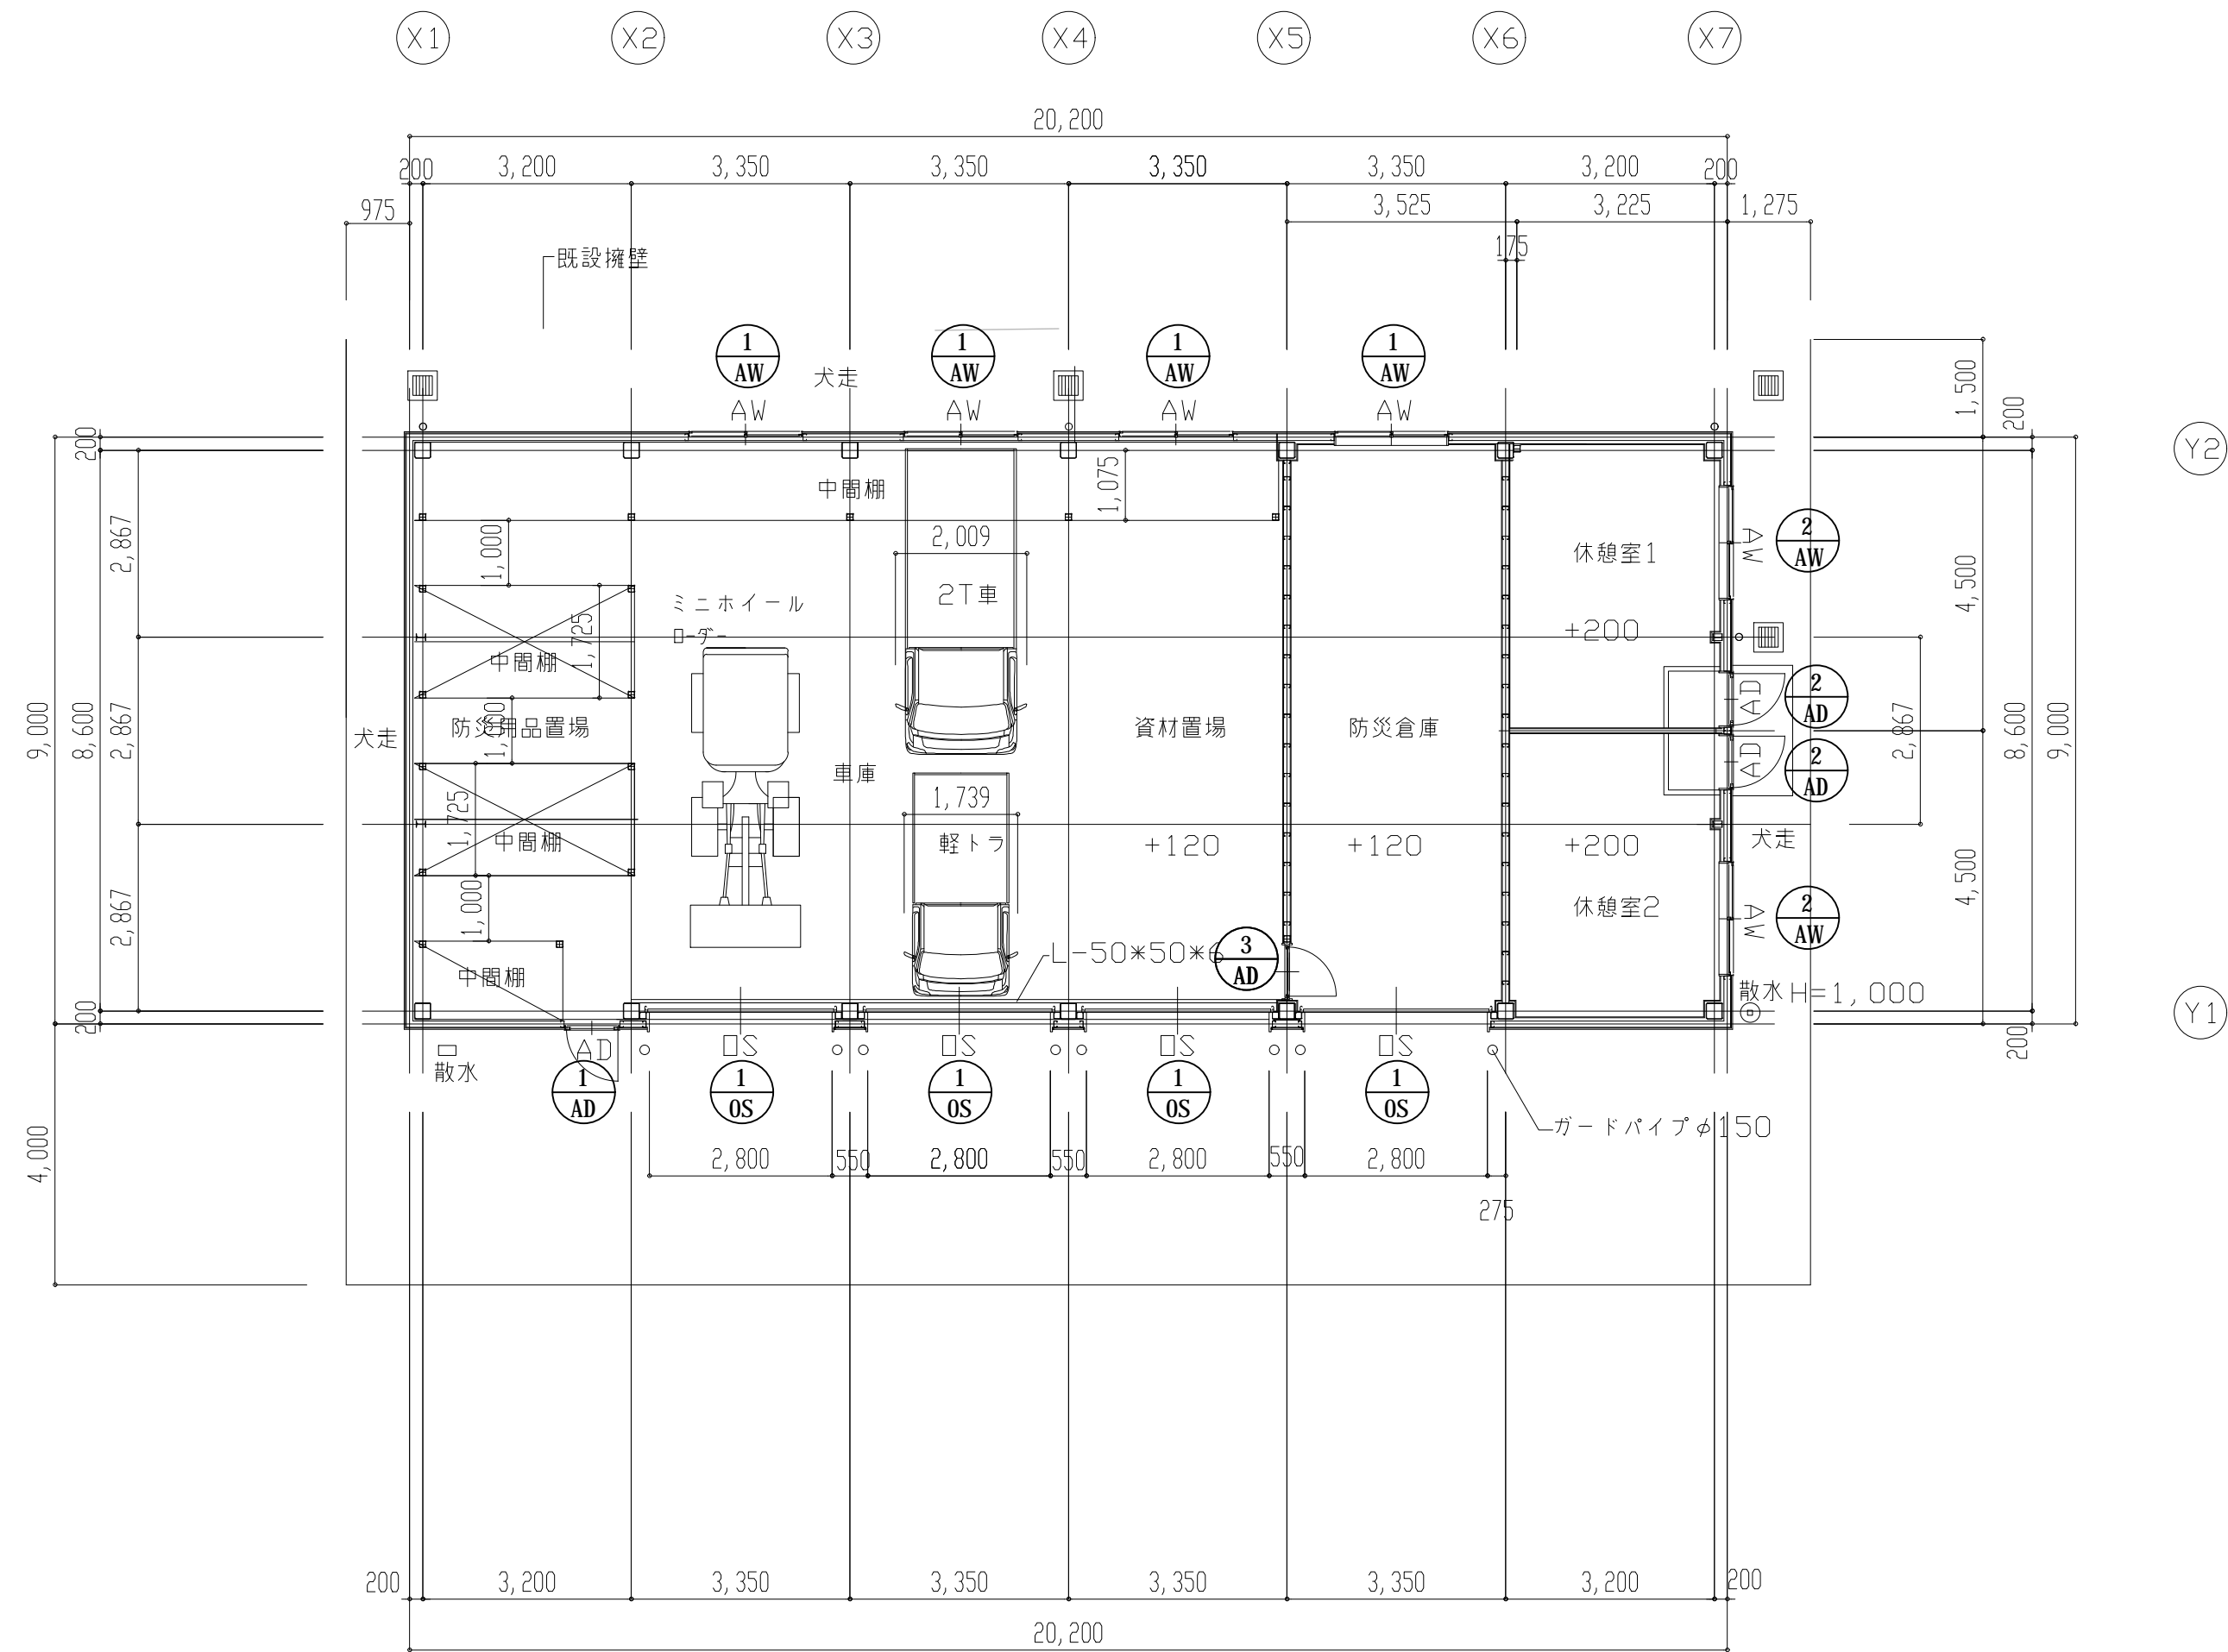 X1 X2 X3 X4 X5 X6 X7
20,200
200 3,200 3,350 3,350 3,350 3,350 3,200 200
975 3,525 3,225 1,275
175
既設擁壁
1 AW
1 AW
1 AW
1 AW
犬走
AW AW AW AW
1,500
200
200
Y2
中間棚
1,075
2,867
1,000
2,009
休憩室1
AW
2 AW
4,500
2T車
ミニホイール
ローダー
1,725
+200
中間棚
2 AD
AD
9,000
8,600
2,867
犬走
防災用品置場
1,000
資材置場
防災倉庫
2,867
8,600
9,000
車庫
AD
2 AD
1,725
1,739
中間棚
軽トラ
+120
+120
+200
犬走
4,500
2,867
1,000
休憩室2
AW
2 AW
中間棚
L-50*50*6
3 AD
散水 H=1,000
200
Y1
200
AD
OS OS OS OS
散水
1 AD
1 OS
1 OS
1 OS
1 OS
ガードパイプφ150
4,000
2,800 550 2,800 550 2,800 550 2,800
275
200 3,200 3,350 3,350 3,350 3,350 3,200 200
20,200